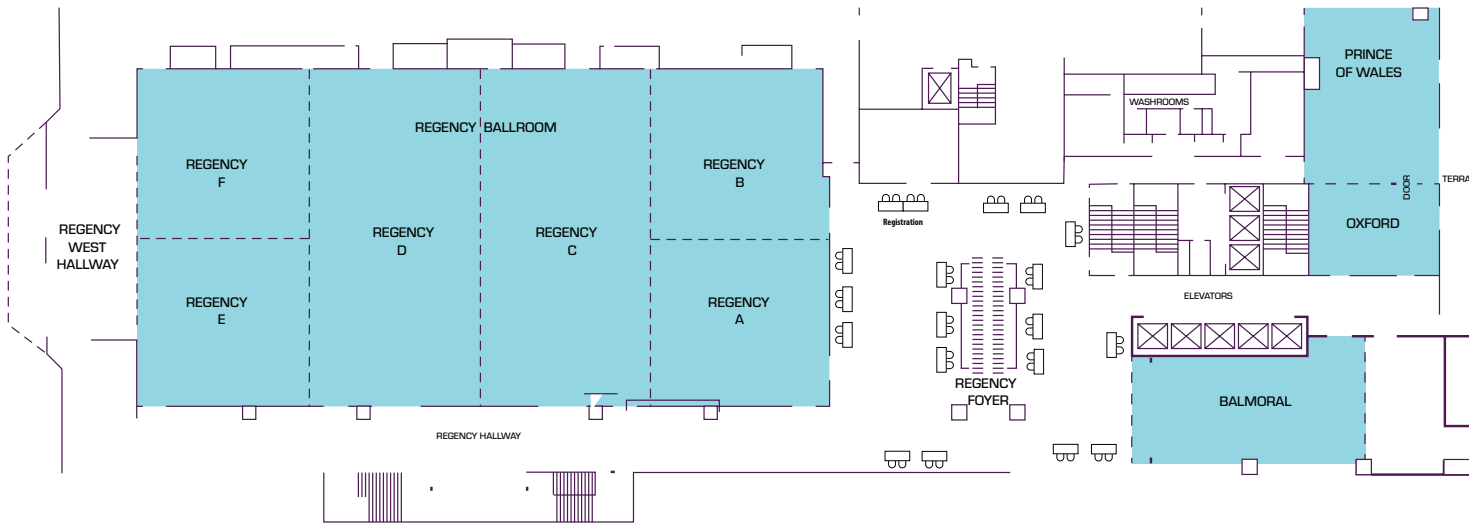 PRINCE
OF WALES
WASHROOMS
REGENCY BALLROOM
REGENCY
F
REGENCY
B
DOOR
TERRA
Registration
OXFORD
REGENCY
WEST
HALLWAY
REGENCY
D
REGENCY
C
ELEVATORS
REGENCY
E
REGENCY
A
REGENCY
FOYER
BALMORAL
REGENCY HALLWAY